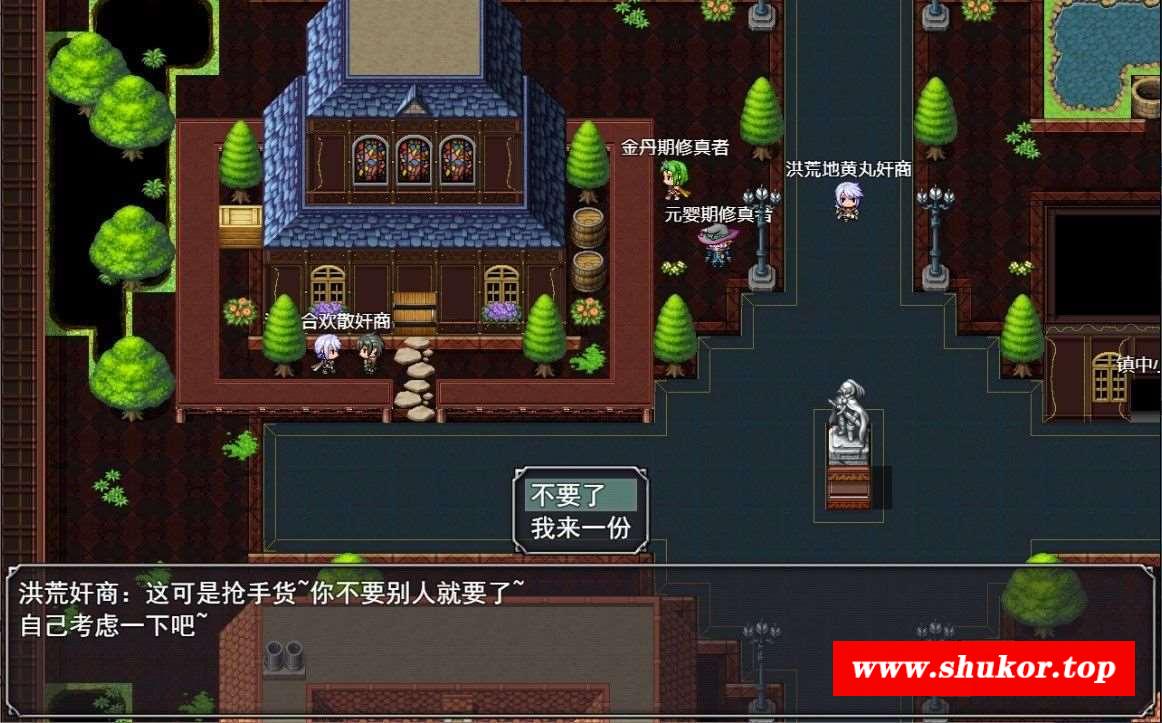 金丹期修真者
洪荒地黄丸奸商
元婴期修真者
合欢散奸商
镇中
不要了
我来一份
洪荒奸商：这可是抢手货~你不要别人就要了~
自己考虑一下吧~
www.shukor.top